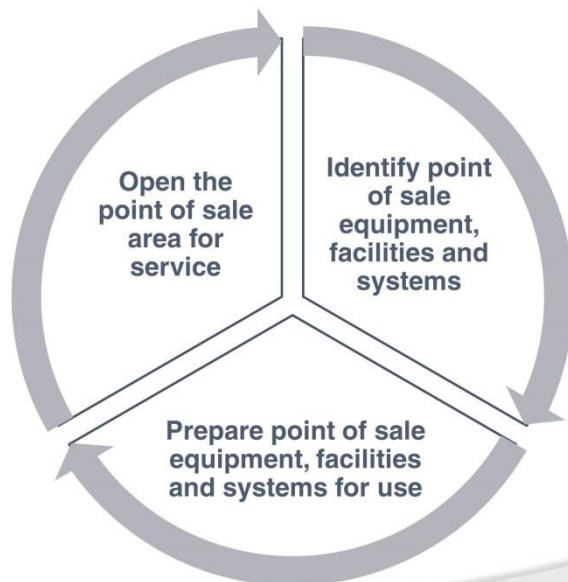 Open the
point of sale
area for
service
Identify point
of sale
equipment,
facilities and
systems
Prepare point of sale
equipment, facilities
and systems for use